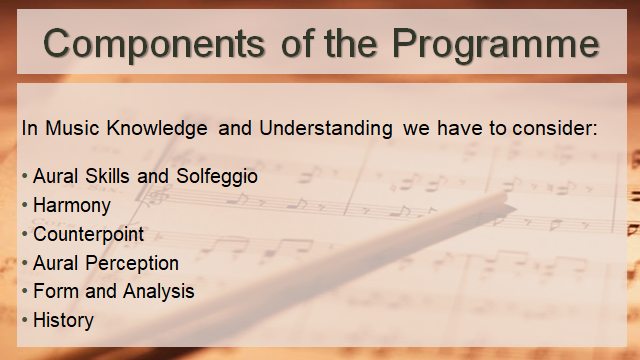 Components of the Programme
In Music Knowledge and Understanding we have to consider:
• Aural Skills and Solfeggio
• Harmony
• Counterpoint
• Aural Perception
• Form and Analysis
• History